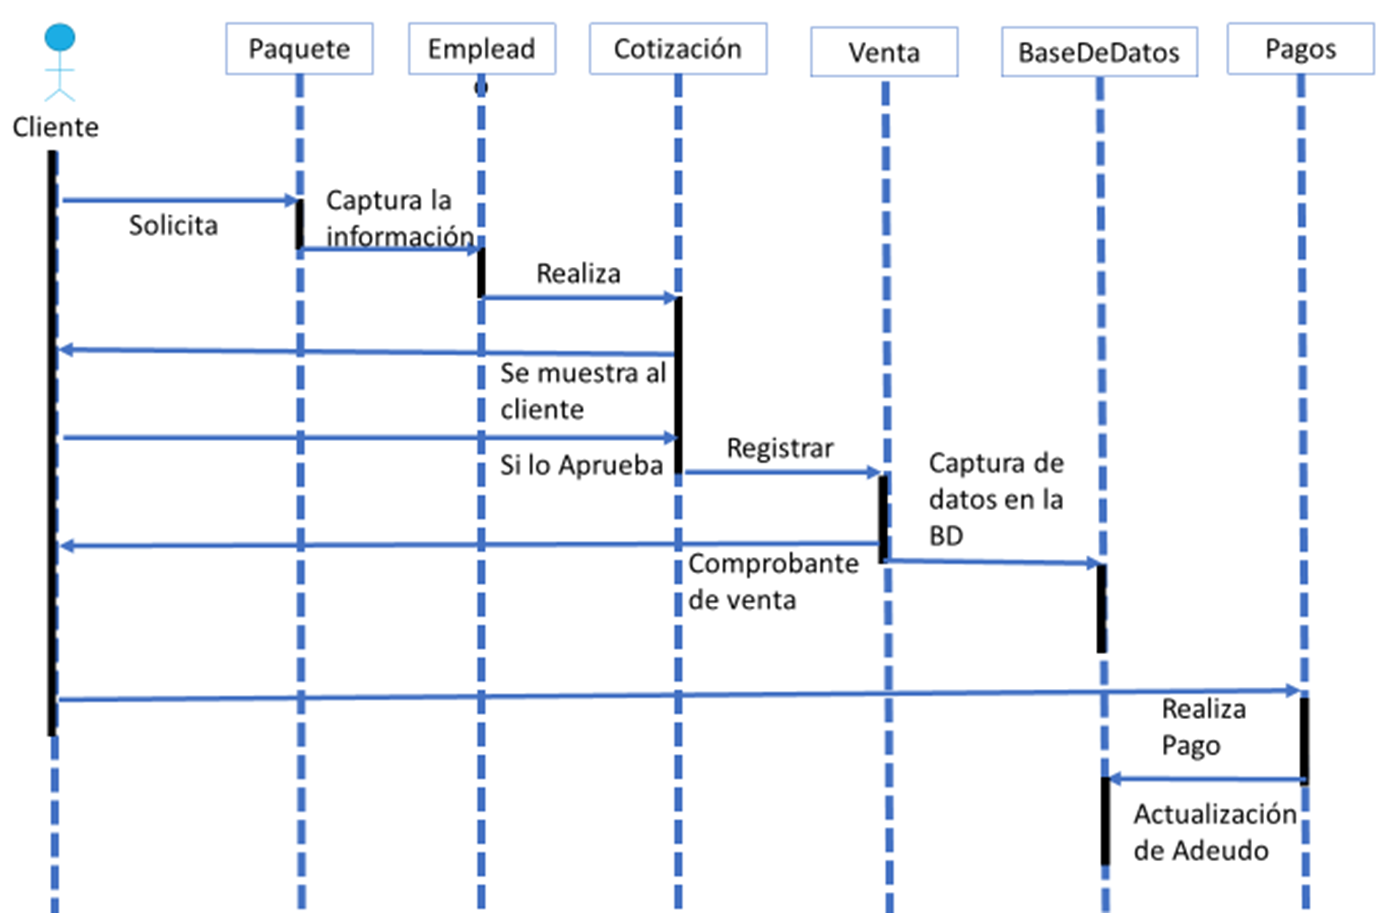 Paquete
Emplead
o
Cotización
Venta
BaseDeDatos
Pagos
Cliente
Solicita
Captura la
información
Realiza
Se muestra al
cliente
Si lo Aprueba
Registrar
Captura de
datos en la
BD
Comprobante
de venta
Realiza
Pago
Actualización
de Adeudo